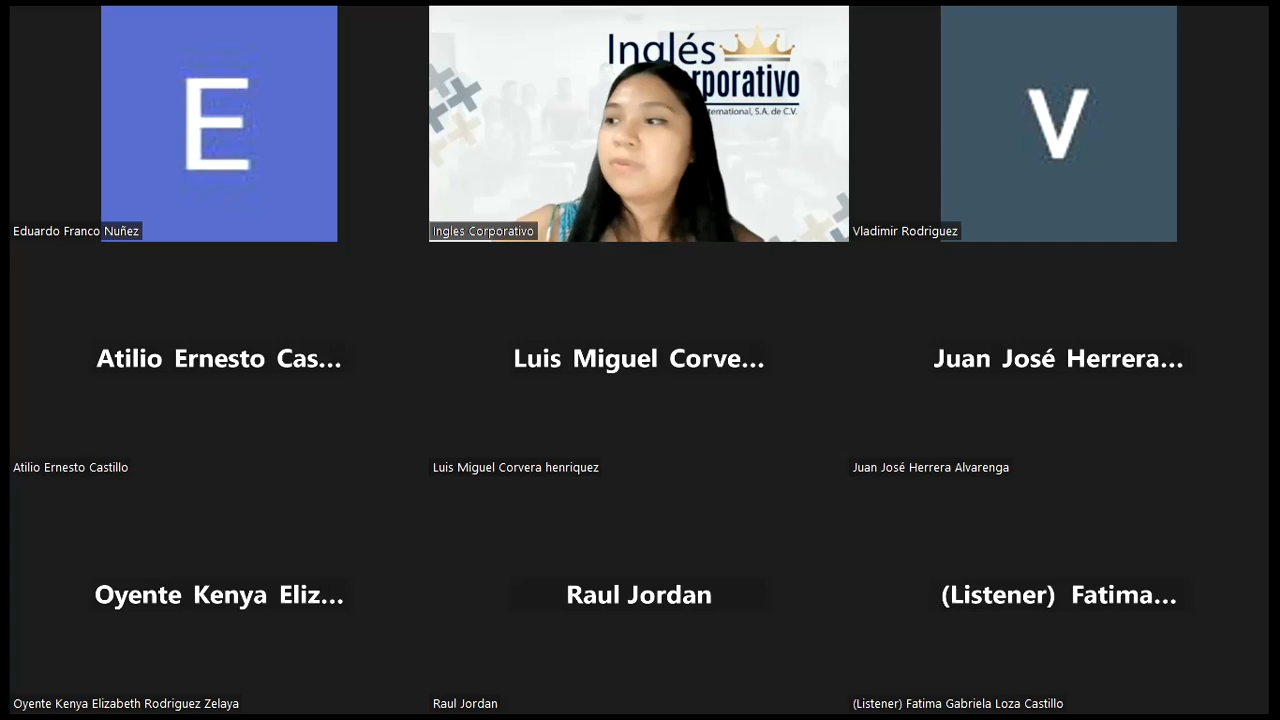 E
Inglés
rporativo
ternational, S.A. de C.V.
V
Eduardo Franco Nuñez
Ingles Corporativo
Vladimir Rodriguez
Atilio Ernesto Cas...
Luis Miguel Corve...
Juan José Herrera...
Atilio Ernesto Castillo
Luis Miguel Corvera henriquez
Juan José Herrera Alvarenga
Oyente Kenya Eliz...
Raul Jordan
(Listener) Fatima...
Oyente Kenya Elizabeth Rodriguez Zelaya
Raul Jordan
(Listener) Fatima Gabriela Loza Castillo